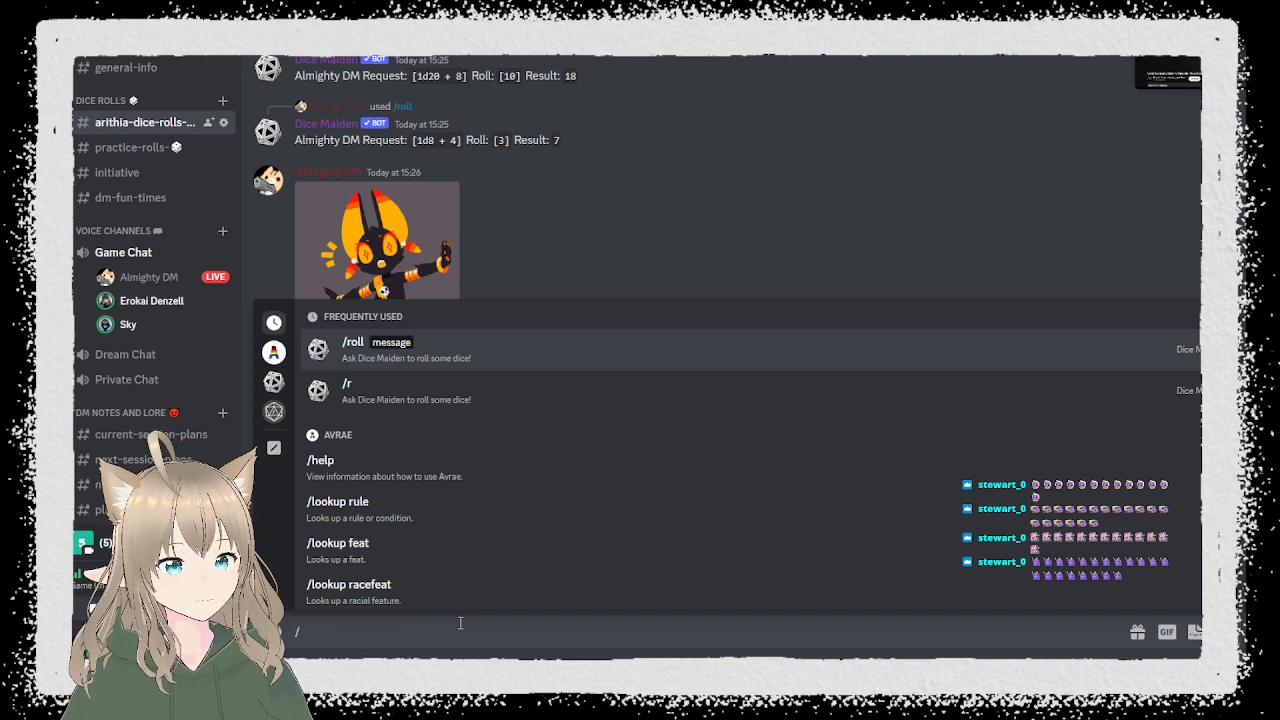 general-info
DICE ROLLS
arithia-dice-rolls-...
practice-rolls-
initiative
dm-fun-times
VOICE CHANNELS
Game Chat
Almighty DM LIVE
Erokai Denzell
Sky
Dream Chat
Private Chat
DM NOTES AND LORE
current-session-plans
next-session-plans
Dice Maiden BOT Today at 15:25
Almighty DM Request: [1d20 + 8] Roll: [10] Result: 18
used /roll
Dice Maiden BOT Today at 15:25
Almighty DM Request: [1d8 + 4] Roll: [3] Result: 7
Almighty DM Today at 15:26
FREQUENTLY USED
/roll message
Ask Dice Maiden to roll some dice!
Dice M
/r
Ask Dice Maiden to roll some dice!
Dice M
A AVRAE
/help
View information about how to use Avrae.
/lookup rule
Looks up a rule or condition.
/lookup feat
Looks up a feat.
/lookup racefeat
Looks up a racial feature.
/
GIF
stewart_0
stewart_0
stewart_0
stewart_0